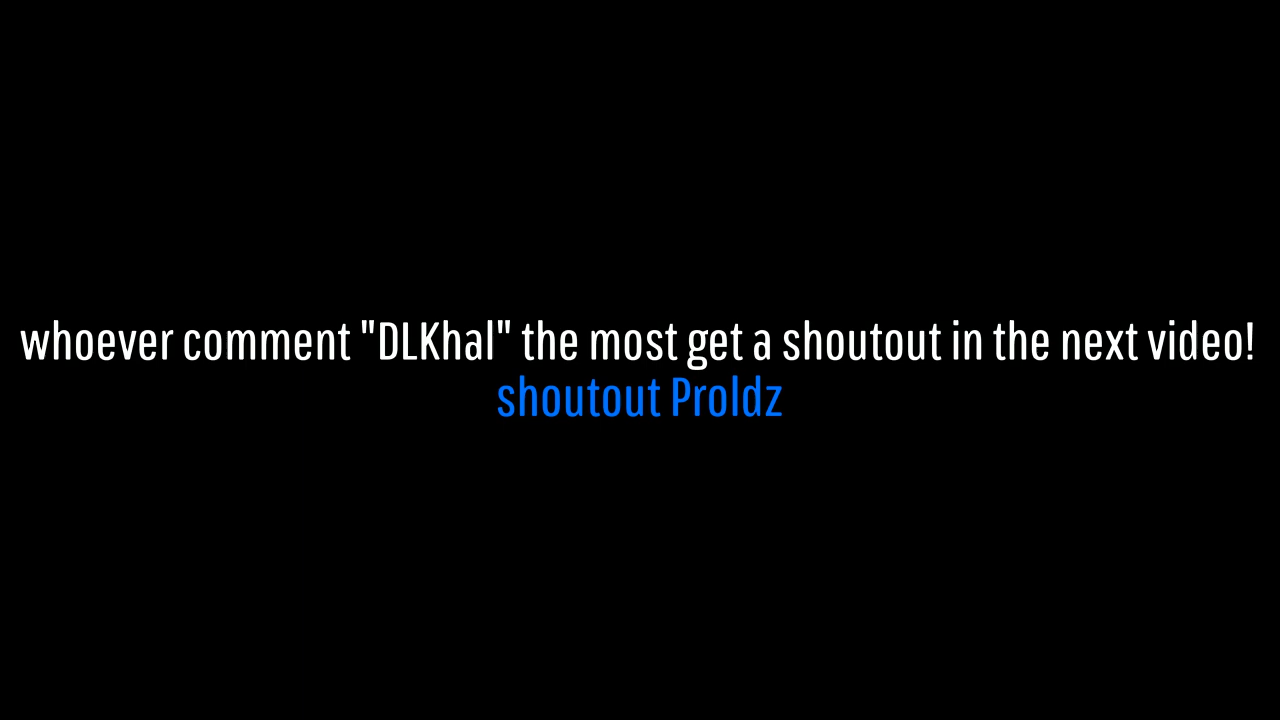 whoever comment "DLKhal" the most get a shoutout in the next video!
shoutout Proldz